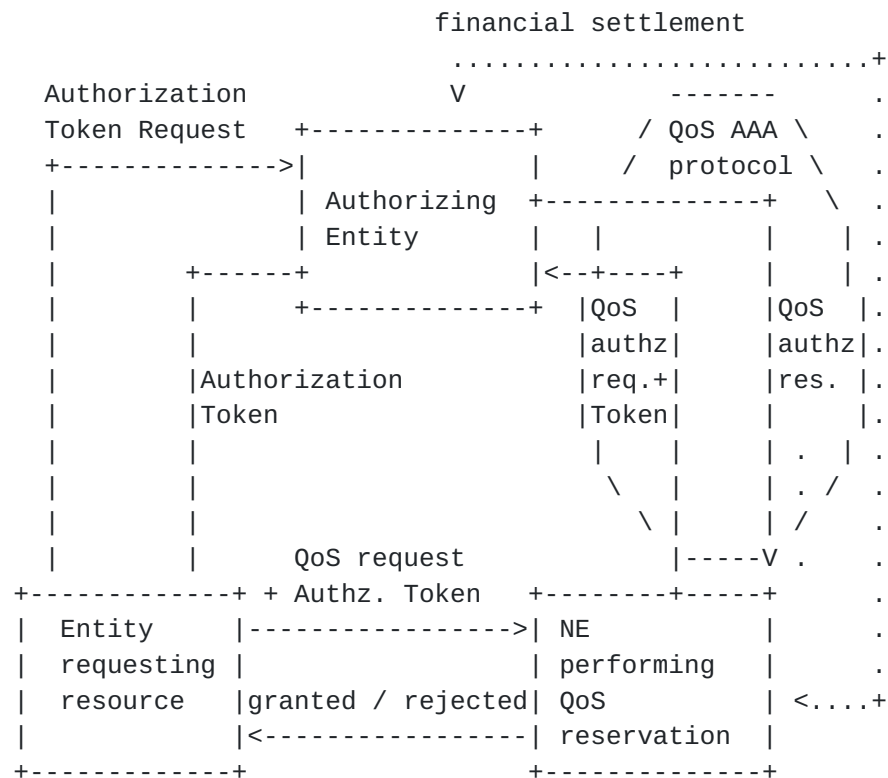 financial settlement
Authorization
Token Request
QoS AAA
protocol
Authorizing
Entity
QoS QoS
authz authz
Authorization req.+ res.
Token Token
QoS request
+ Authz. Token
Entity NE
requesting performing
resource granted / rejected QoS
reservation